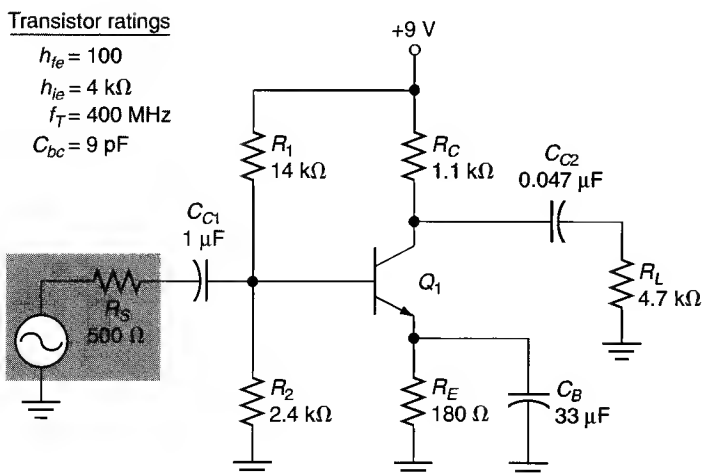 Transistor ratings
h_fe = 100
h_ie = 4 kΩ
f_T = 400 MHz
C_bc = 9 pF
+9 V
R_1
14 kΩ
R_C
1.1 kΩ
C_C2
0.047 µF
C_C1
1 µF
R_S
500 Ω
Q_1
R_L
4.7 kΩ
R_2
2.4 kΩ
R_E
180 Ω
C_B
33 µF